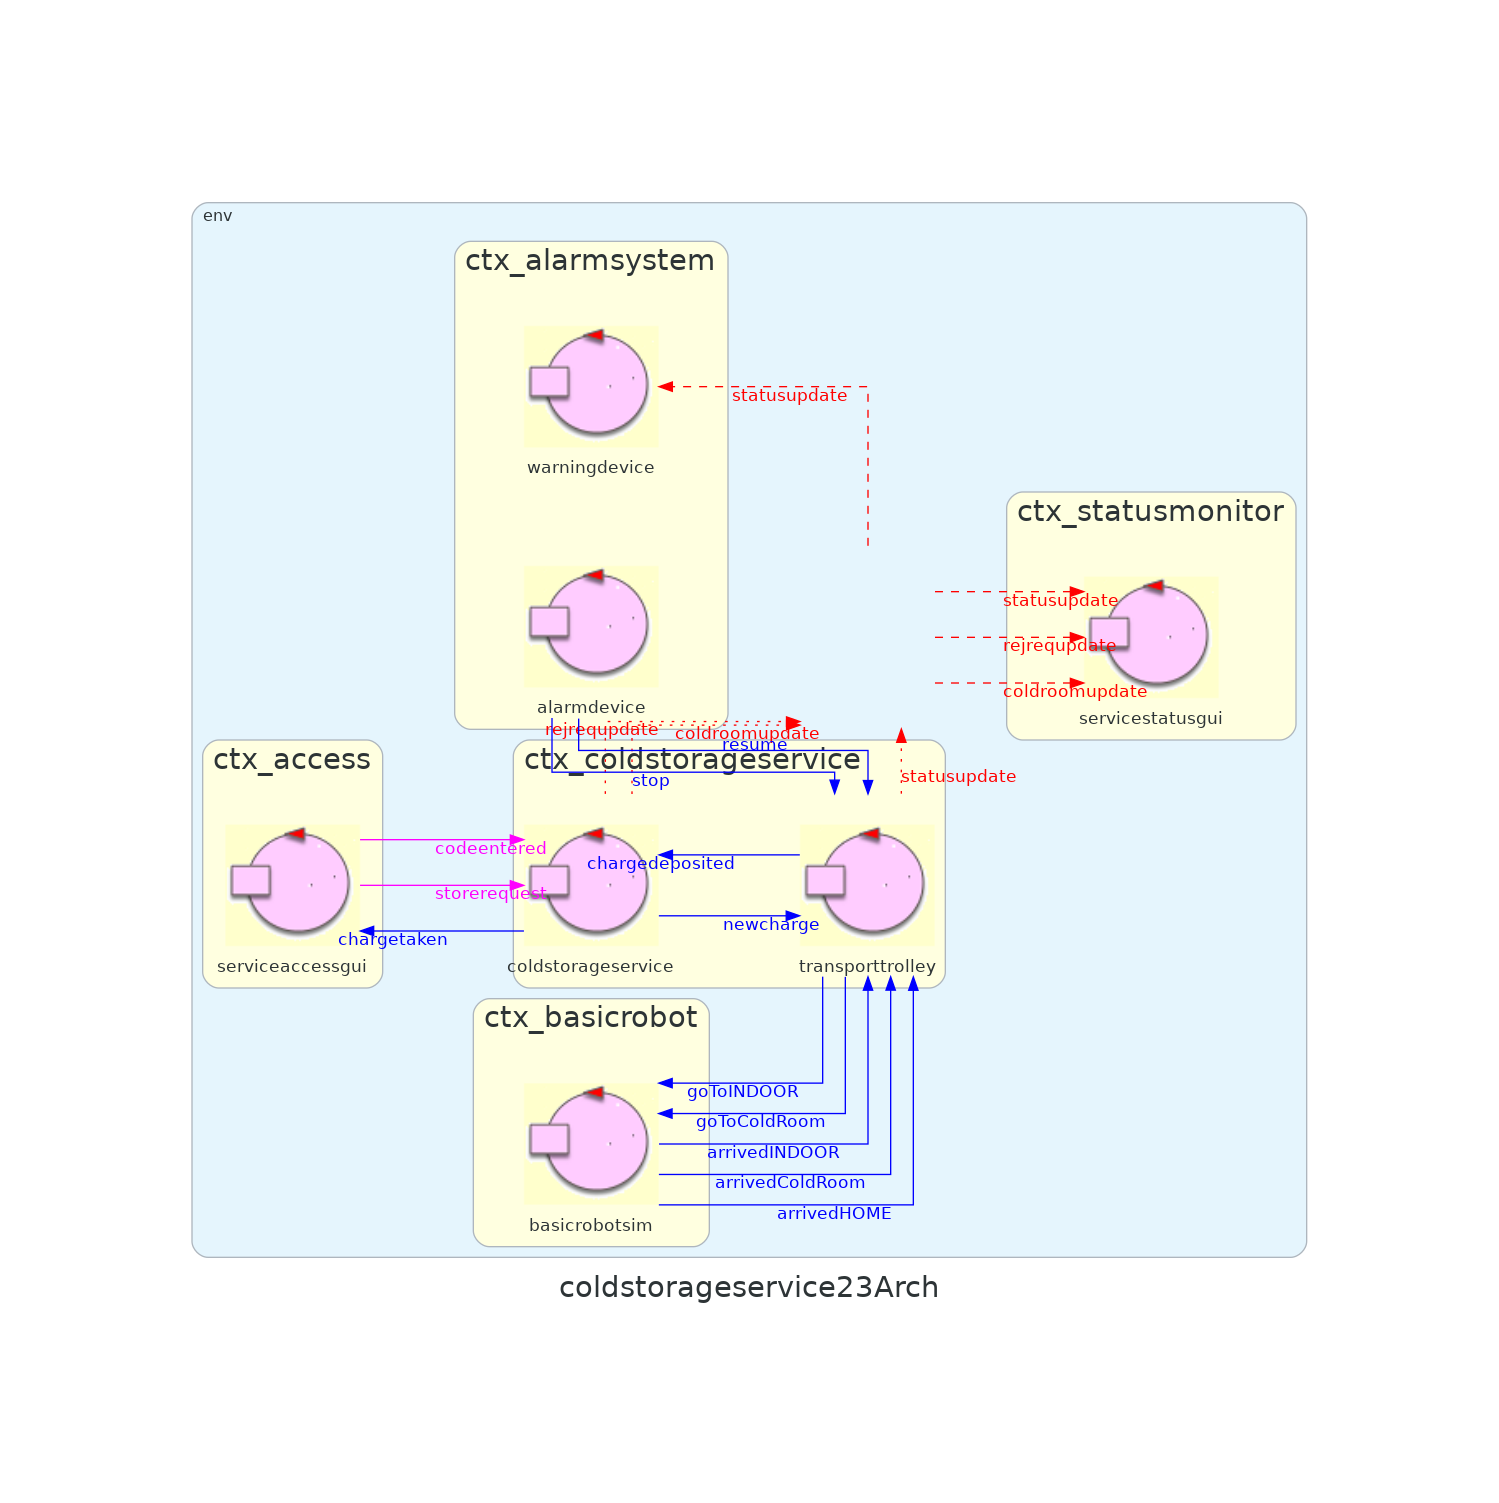 env
ctx_alarmsystem
warningdevice
statusupdate
ctx_statusmonitor
statusupdate
rejrequpdate
coldroomupdate
servicestatusgui
alarmdevice
rejrequpdate
coldroomupdate
resume
ctx_access
ctx_coldstorageservice
stop
statusupdate
codeentered
chargedeposited
storerequest
newcharge
chargetaken
serviceaccessgui
coldstorageservice
transporttrolley
ctx_basicrobot
goToINDOOR
goToColdRoom
arrivedINDOOR
arrivedColdRoom
arrivedHOME
basicrobotsim
coldstorageservice23Arch